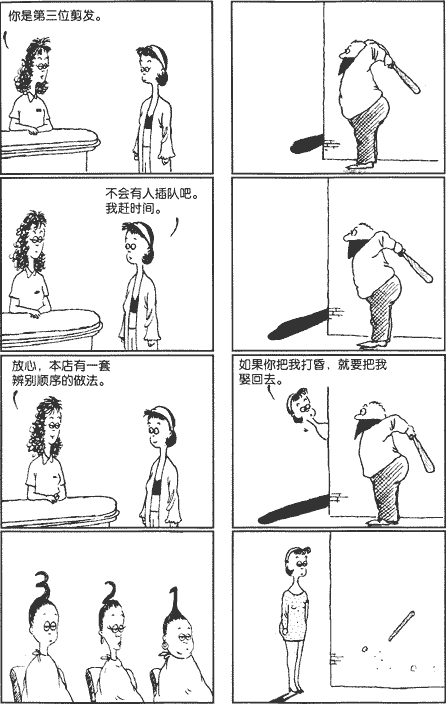 你是第三位剪发。
不会有人插队吧。
我赶时间。
放心，本店有一套
辨别顺序的做法。
3 2 1
如果你把我打昏，就要把我
娶回去。